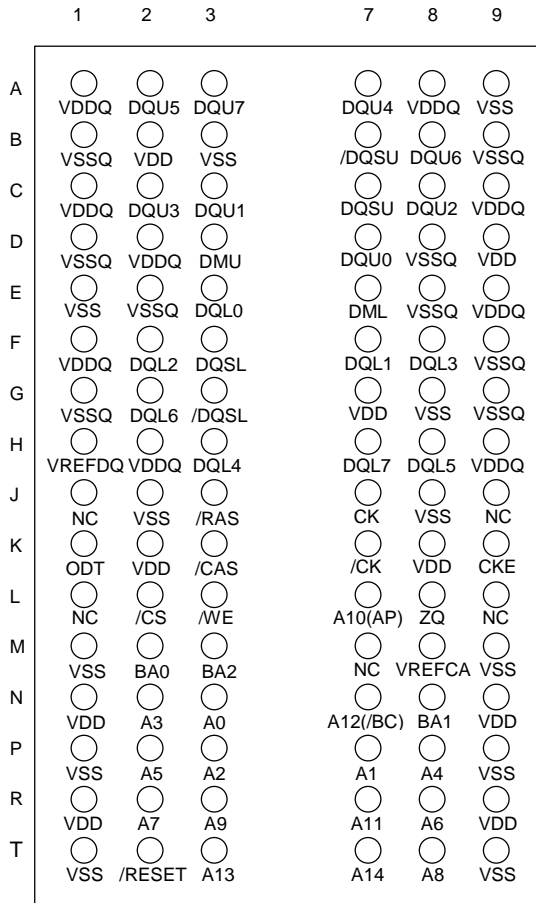 1 2 3 7 8 9
A
VDDQ DQU5 DQU7 DQU4 VDDQ VSS
B
VSSQ VDD VSS /DQSU DQU6 VSSQ
C
VDDQ DQU3 DQU1 DQSU DQU2 VDDQ
D
VSSQ VDDQ DMU DQU0 VSSQ VDD
E
VSS VSSQ DQL0 DML VSSQ VDDQ
F
VDDQ DQL2 DQSL DQL1 DQL3 VSSQ
G
VSSQ DQL6 /DQSL VDD VSS VSSQ
H
VREFDQ VDDQ DQL4 DQL7 DQL5 VDDQ
J
NC VSS /RAS CK VSS NC
K
ODT VDD /CAS /CK VDD CKE
L
NC /CS /WE A10(AP) ZQ NC
M
VSS BA0 BA2 NC VREFCA VSS
N
VDD A3 A0 A12(/BC) BA1 VDD
P
VSS A5 A2 A1 A4 VSS
R
VDD A7 A9 A11 A6 VDD
T
VSS /RESET A13 A14 A8 VSS